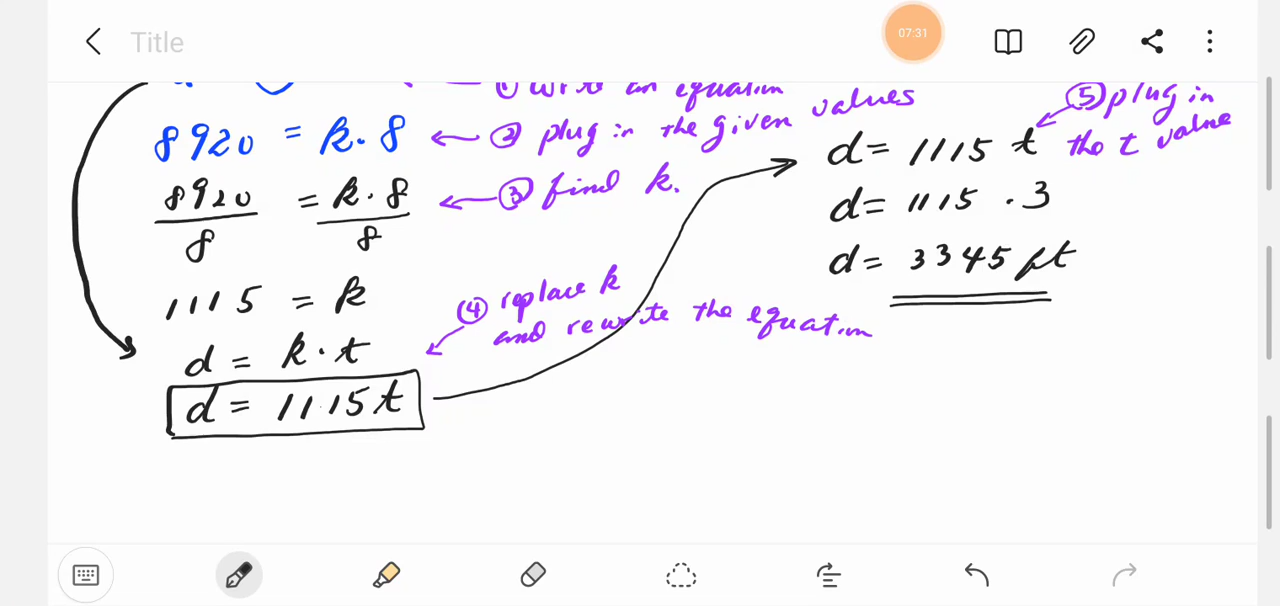 Title
07:31
① write an equation
8920 = k. 8 ② plug in the given values
8920 = k. 8 ③ find k.
8 8
1115 = k
④ replace k
and rewrite the equation
d = k · t
d = 1115 t
⑤ plug in
the t value
d = 1115 t
d = 1115 . 3
d = 3345 ft